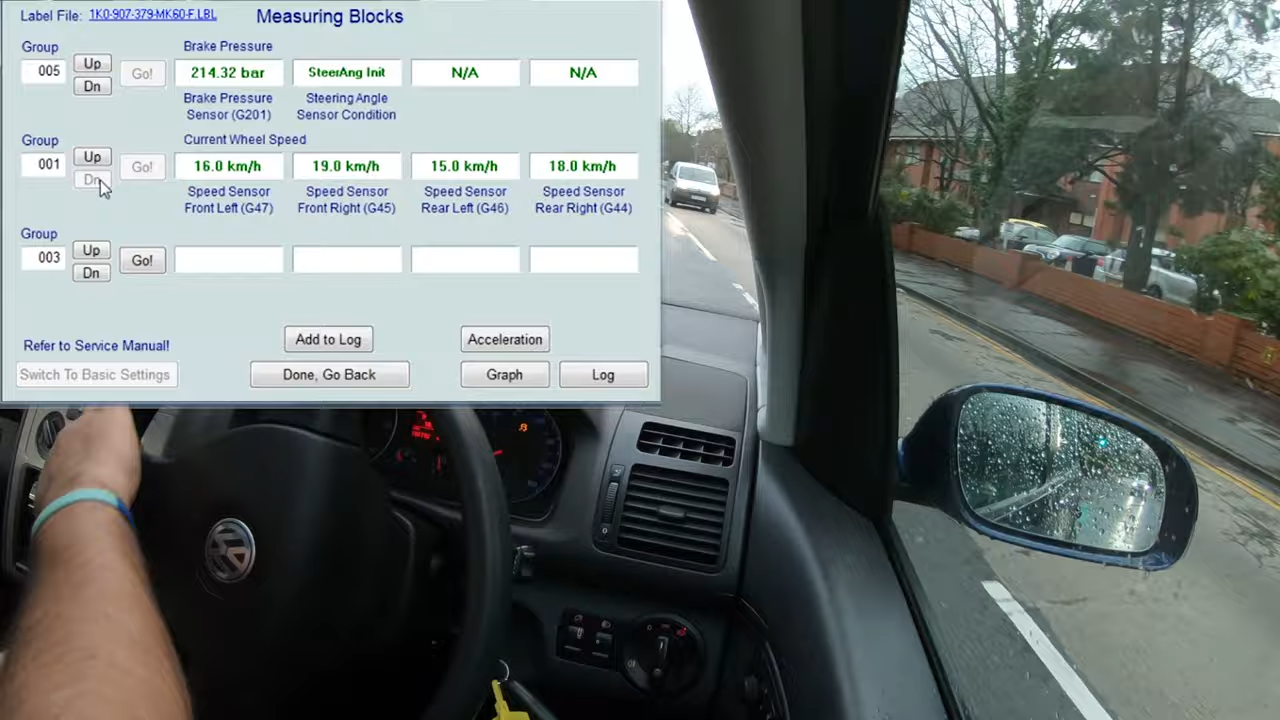 Label File: 1K0-907-379-MK60-F.LBL Measuring Blocks
Group Brake Pressure
005 Up Dn Go! 214.32 bar SteerAng Init N/A N/A
Brake Pressure Sensor (G201) Steering Angle Sensor Condition
Group Current Wheel Speed
001 Up Dn Go! 16.0 km/h 19.0 km/h 15.0 km/h 18.0 km/h
Speed Sensor Front Left (G47) Speed Sensor Front Right (G45) Speed Sensor Rear Left (G46) Speed Sensor Rear Right (G44)
Group
003 Up Dn Go!
Refer to Service Manual! Add to Log Acceleration
Switch To Basic Settings Done, Go Back Graph Log